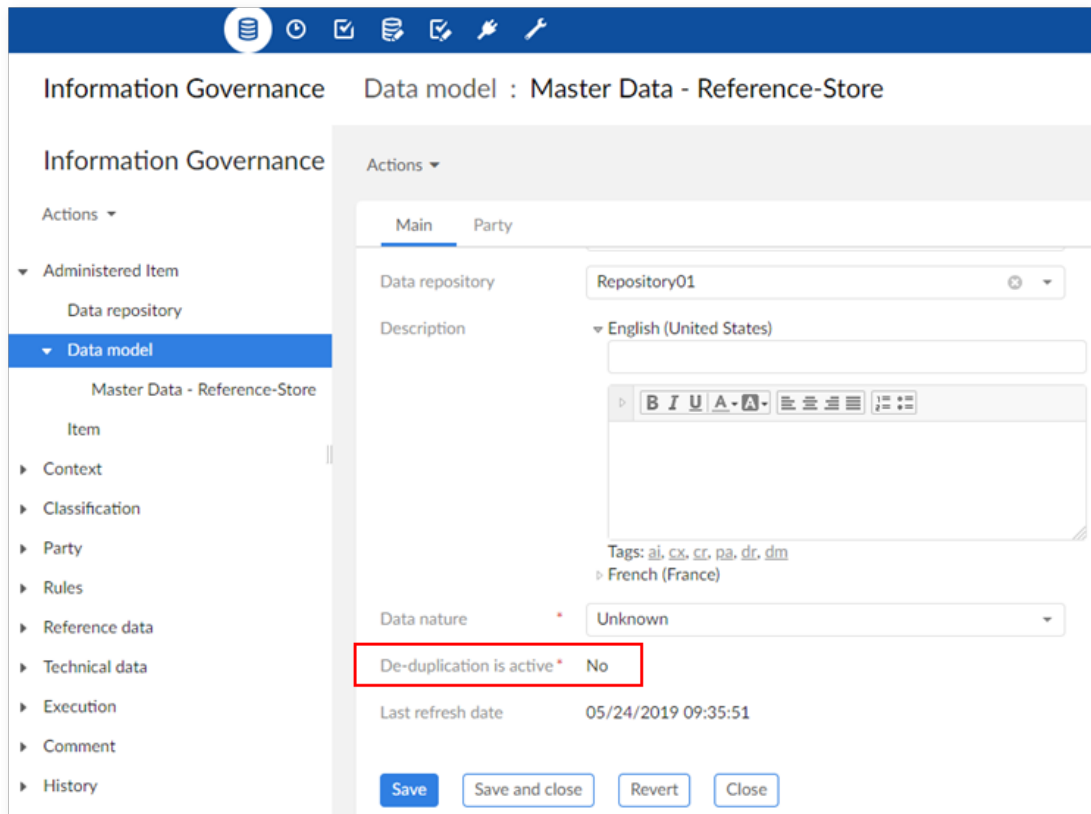 Information Governance
Data model : Master Data - Reference-Store
Information Governance
Actions
Administered Item
Data repository
Data model
Master Data - Reference-Store
Item
Context
Classification
Party
Rules
Reference data
Technical data
Execution
Comment
History
Actions
Main Party
Data repository Repository01
Description English (United States)
B I U A A
Tags: ai, cx, cr, pa, dr, dm
French (France)
Data nature * Unknown
De-duplication is active * No
Last refresh date 05/24/2019 09:35:51
Save Save and close Revert Close